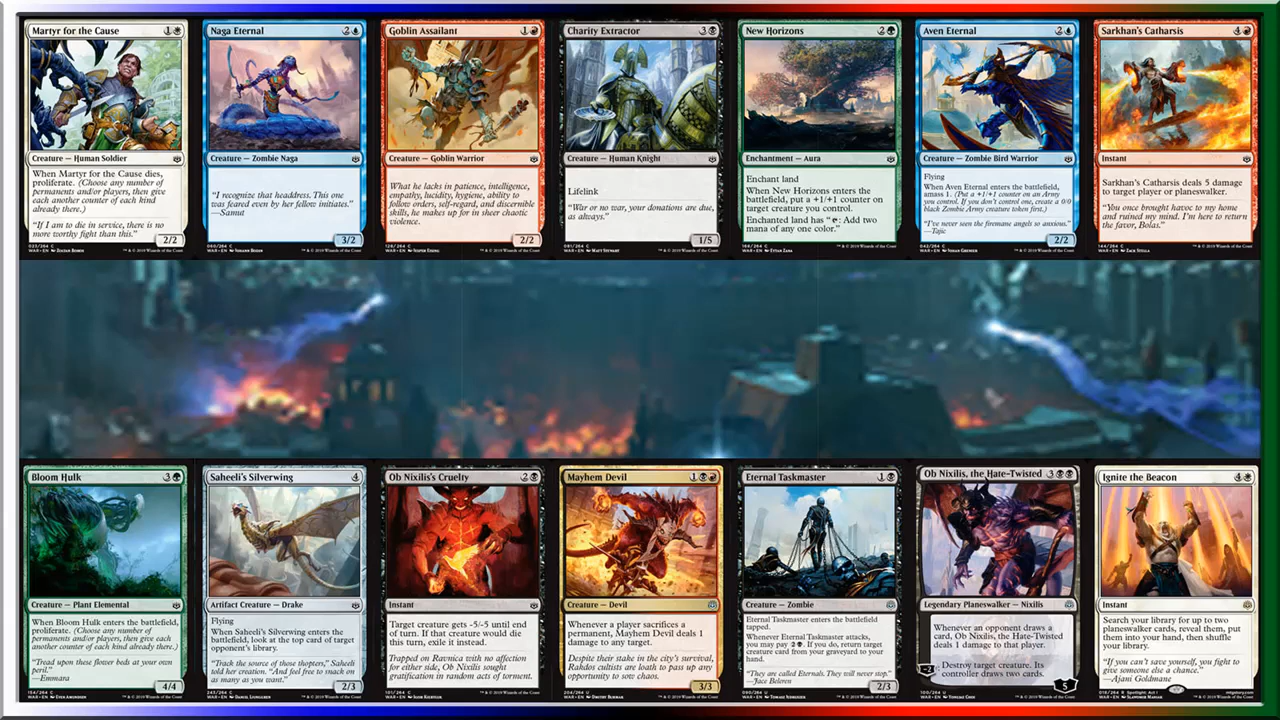 Martyr for the Cause 1
Creature — Human Soldier
When Martyr for the Cause dies,
proliferate. (Choose any number of
permanents and/or players, then give
each another counter of each kind
already there.)
"If I am to die in service, there is
no more worthy fight than this."
2/2
Naga Eternal 2
Creature — Zombie Naga
"I recognize that headdress. This one
was feared even by her fellow initiates."
—Samut
3/2
Goblin Assailant 1
Creature — Goblin Warrior
What he lacks in patience, intelligence,
empathy, lucidity, hygiene, ability to
follow orders, self-regard, and discernible
skills, he makes up for in sheer chaotic
violence.
2/2
Charity Extractor 3
Creature — Human Knight
Lifelink
"War or no war, your donations are due,
as always."
1/5
New Horizons 2
Enchantment — Aura
Enchant land
When New Horizons enters the
battlefield, put a +1/+1 counter on
target creature you control.
Enchanted land has ": Add two
mana of any one color."
Aven Eternal 2
Creature — Zombie Bird Warrior
Flying
When Aven Eternal enters the battlefield,
amass 1. (Put a +1/+1 counter on an Army
you control. If you don't control one, create a 0/0
black Zombie Army creature token first.)
"I've never seen the firemane angels so anxious."
—Tajic
2/2
Sarkhan's Catharsis 4
Instant
Sarkhan's Catharsis deals 5 damage
to target player or planeswalker.
"You once brought havoc to my home
and ruined my mind. I'm here to return
the favor, Bolas."
Bloom Hulk 3
Creature — Plant Elemental
When Bloom Hulk enters the battlefield,
proliferate. (Choose any number of
permanents and/or players, then give each
another counter of each kind already there.)
"Tread upon these flower beds at your own
peril."
—Emmara
4/4
Saheeli's Silverwing 4
Artifact Creature — Drake
Flying
When Saheeli's Silverwing enters the
battlefield, look at the top card of target
opponent's library.
"Track the source of those thopters," Saheeli
told her creation. "And feel free to snack on
as many as you want."
2/3
Ob Nixilis's Cruelty 2
Instant
Target creature gets -5/-5 until end
of turn. If that creature would die
this turn, exile it instead.
Trapped on Ravnica with no affection
for either side, Ob Nixilis sought
gratification in random acts of torment.
Mayhem Devil 1
Creature — Devil
Whenever a player sacrifices a
permanent, Mayhem Devil deals 1
damage to any target.
Despite their stake in the city's survival,
Rakdos cultists are loath to pass up any
opportunity to sow chaos.
3/3
Eternal Taskmaster 1
Creature — Zombie
Eternal Taskmaster enters the battlefield
tapped.
Whenever Eternal Taskmaster attacks,
you may pay 2. If you do, return target
creature card from your graveyard to your
hand.
"They are called Eternals. They will never stop."
—Jace Beleren
2/3
Ob Nixilis, the Hate-Twisted 3
Legendary Planeswalker — Nixilis
Whenever an opponent draws a
card, Ob Nixilis, the Hate-Twisted
deals 1 damage to that player.
-2 Destroy target creature. Its
controller draws two cards.
5
Ignite the Beacon 4
Instant
Search your library for up to two
planeswalker cards, reveal them, put
them into your hand, then shuffle
your library.
"If you can't save yourself, you fight to
give someone else a chance."
—Ajani Goldmane